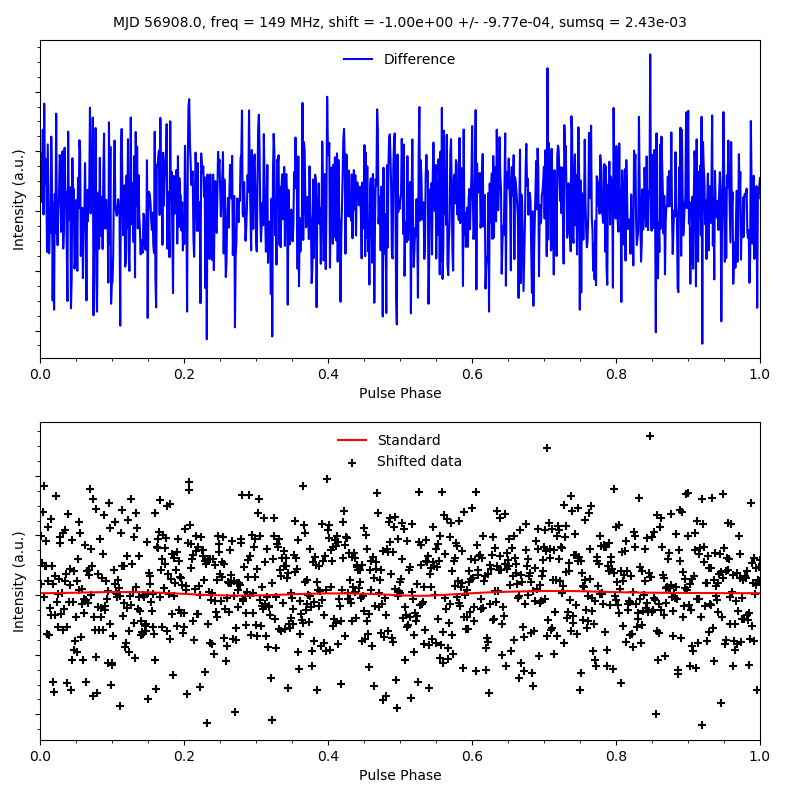 MJD 56908.0, freq = 149 MHz, shift = -1.00e+00 +/- -9.77e-04, sumsq = 2.43e-03
Difference
Intensity (a.u.)
0.0 0.2 0.4 0.6 0.8 1.0
Pulse Phase
Standard
Shifted data
Intensity (a.u.)
0.0 0.2 0.4 0.6 0.8 1.0
Pulse Phase